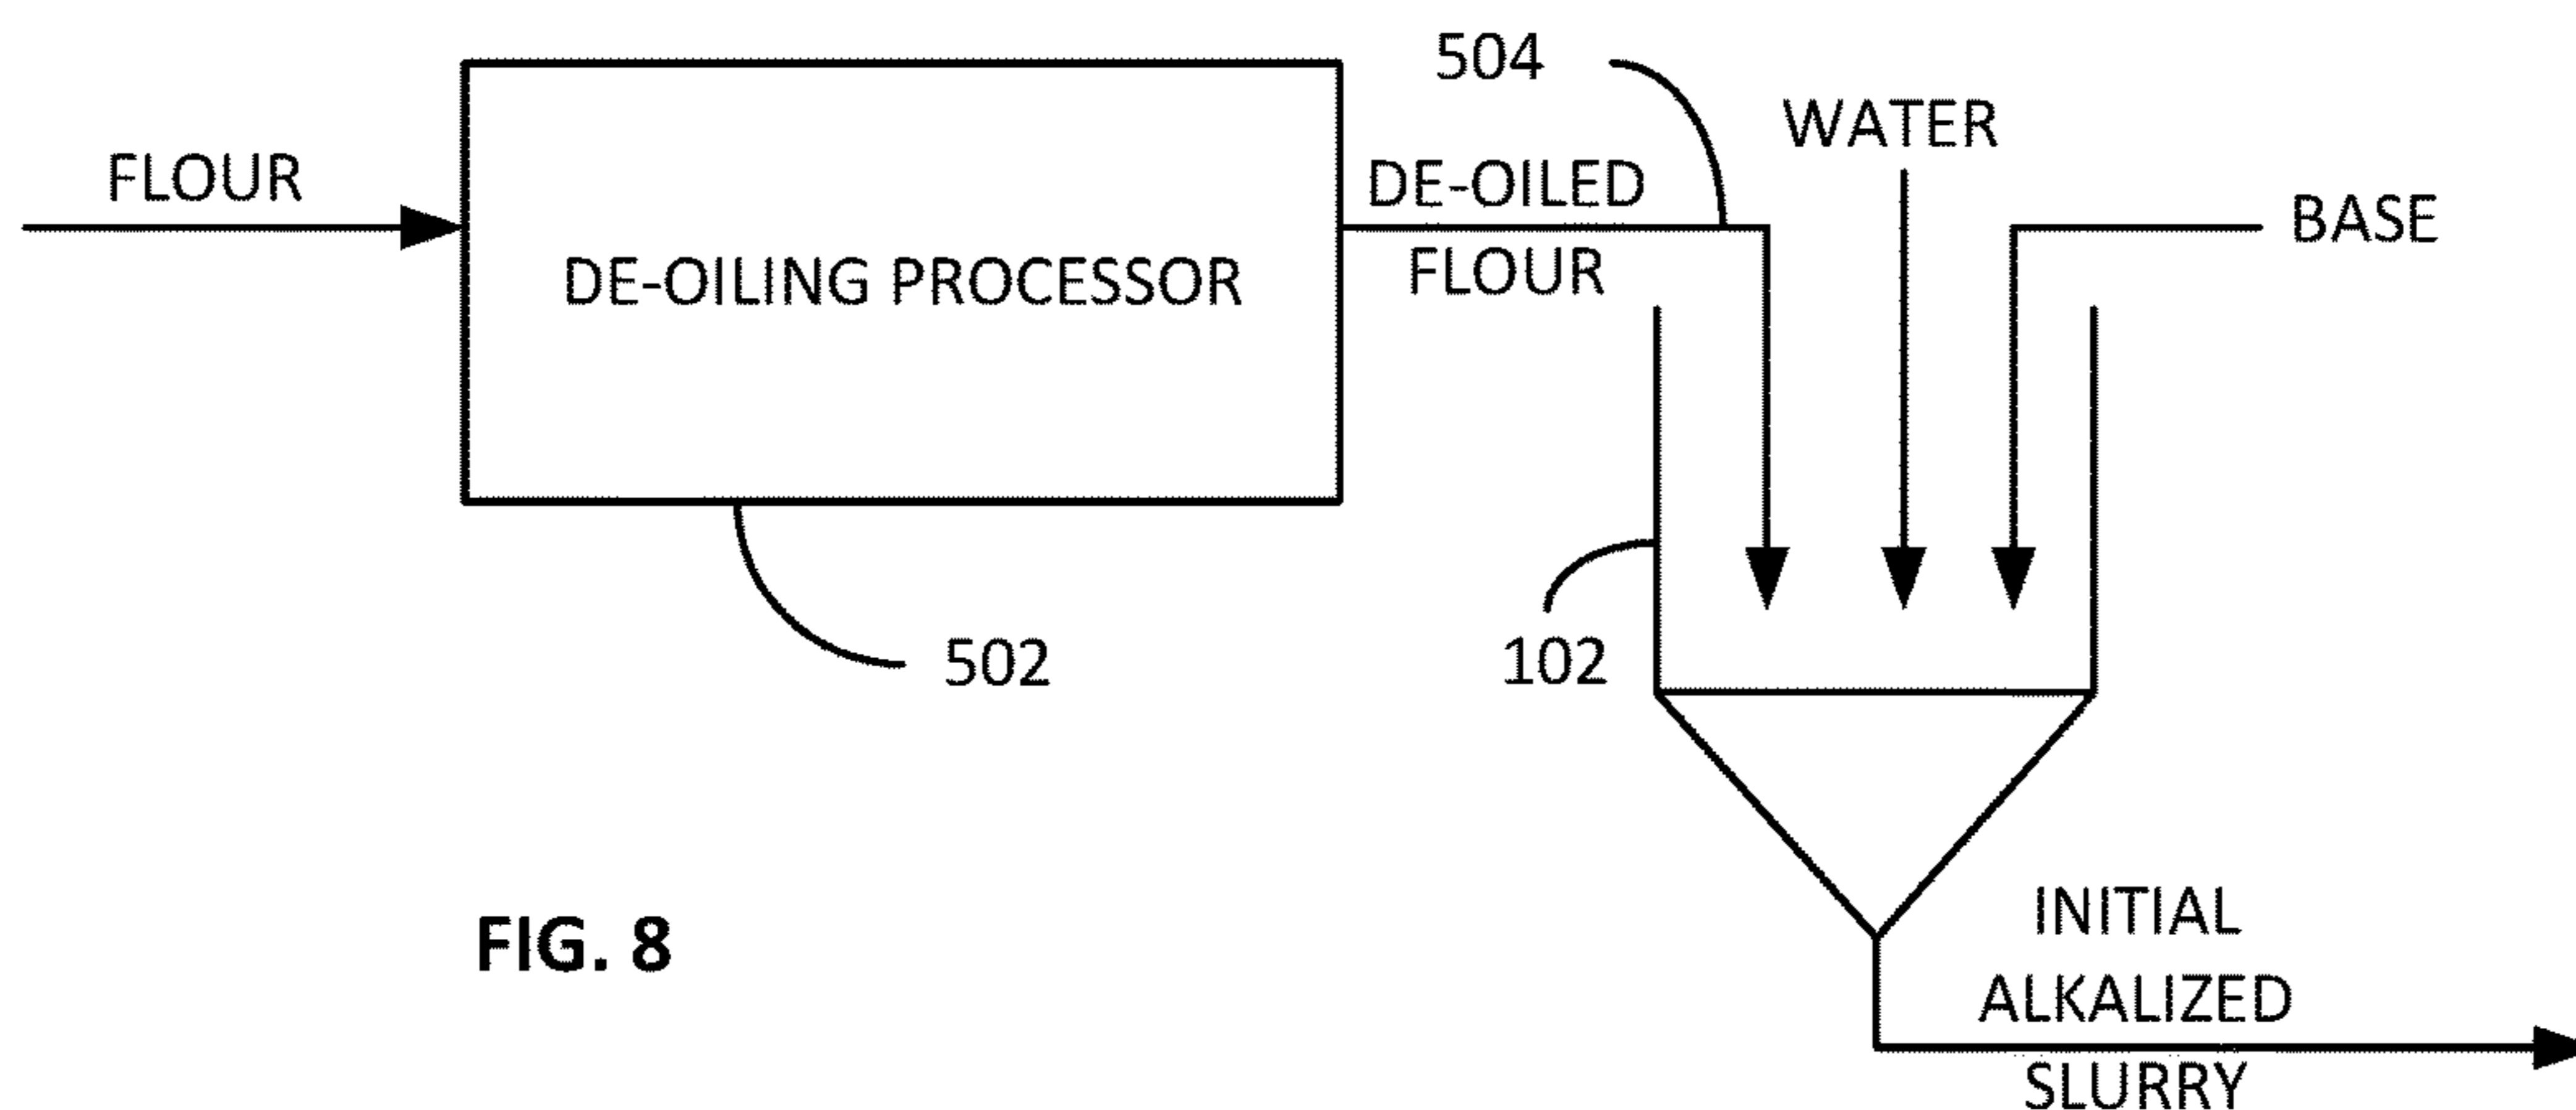 504
WATER
FLOUR
DE-OILED
FLOUR
BASE
DE-OILING PROCESSOR
502
102
FIG. 8
INITIAL
ALKALIZED
SLURRY